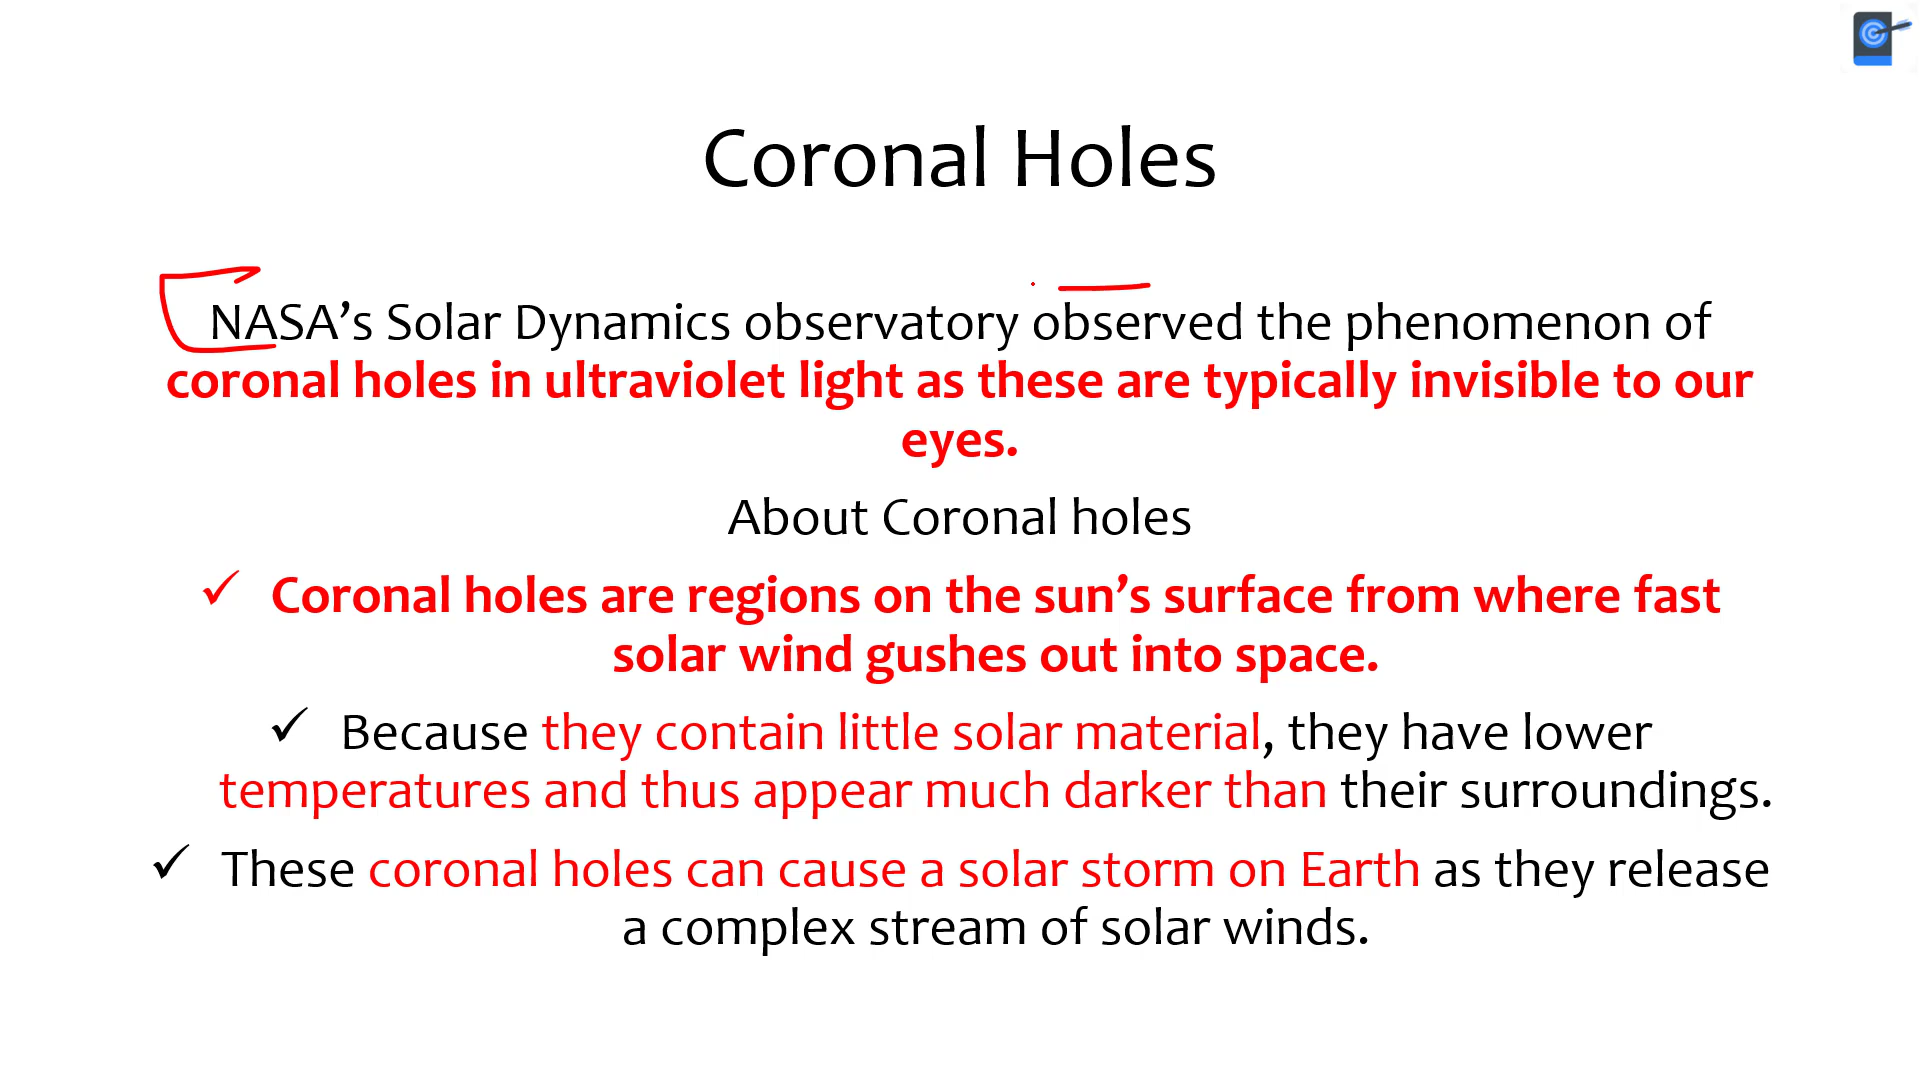 Coronal Holes
NASA’s Solar Dynamics observatory observed the phenomenon of
coronal holes in ultraviolet light as these are typically invisible to our
eyes.
About Coronal holes
✓ Coronal holes are regions on the sun’s surface from where fast
solar wind gushes out into space.
✓ Because they contain little solar material, they have lower
temperatures and thus appear much darker than their surroundings.
✓ These coronal holes can cause a solar storm on Earth as they release
a complex stream of solar winds.